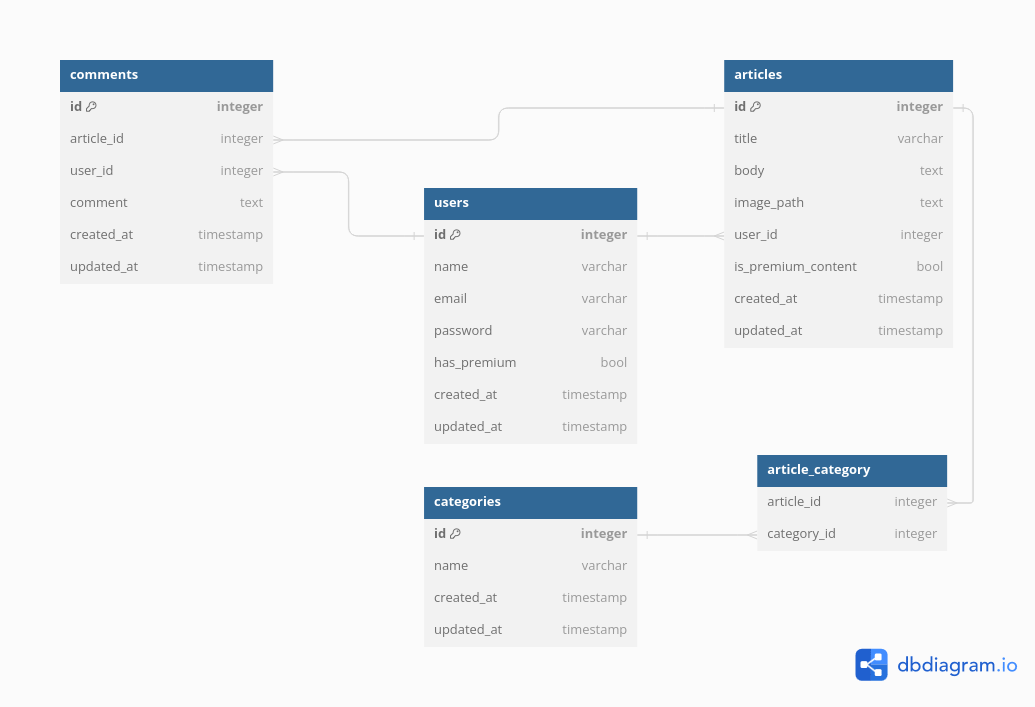 comments
id integer
article_id integer
user_id integer
comment text
created_at timestamp
updated_at timestamp
articles
id integer
title varchar
body text
image_path text
user_id integer
is_premium_content bool
created_at timestamp
updated_at timestamp
users
id integer
name varchar
email varchar
password varchar
has_premium bool
created_at timestamp
updated_at timestamp
article_category
article_id integer
category_id integer
categories
id integer
name varchar
created_at timestamp
updated_at timestamp
dbdiagram.io